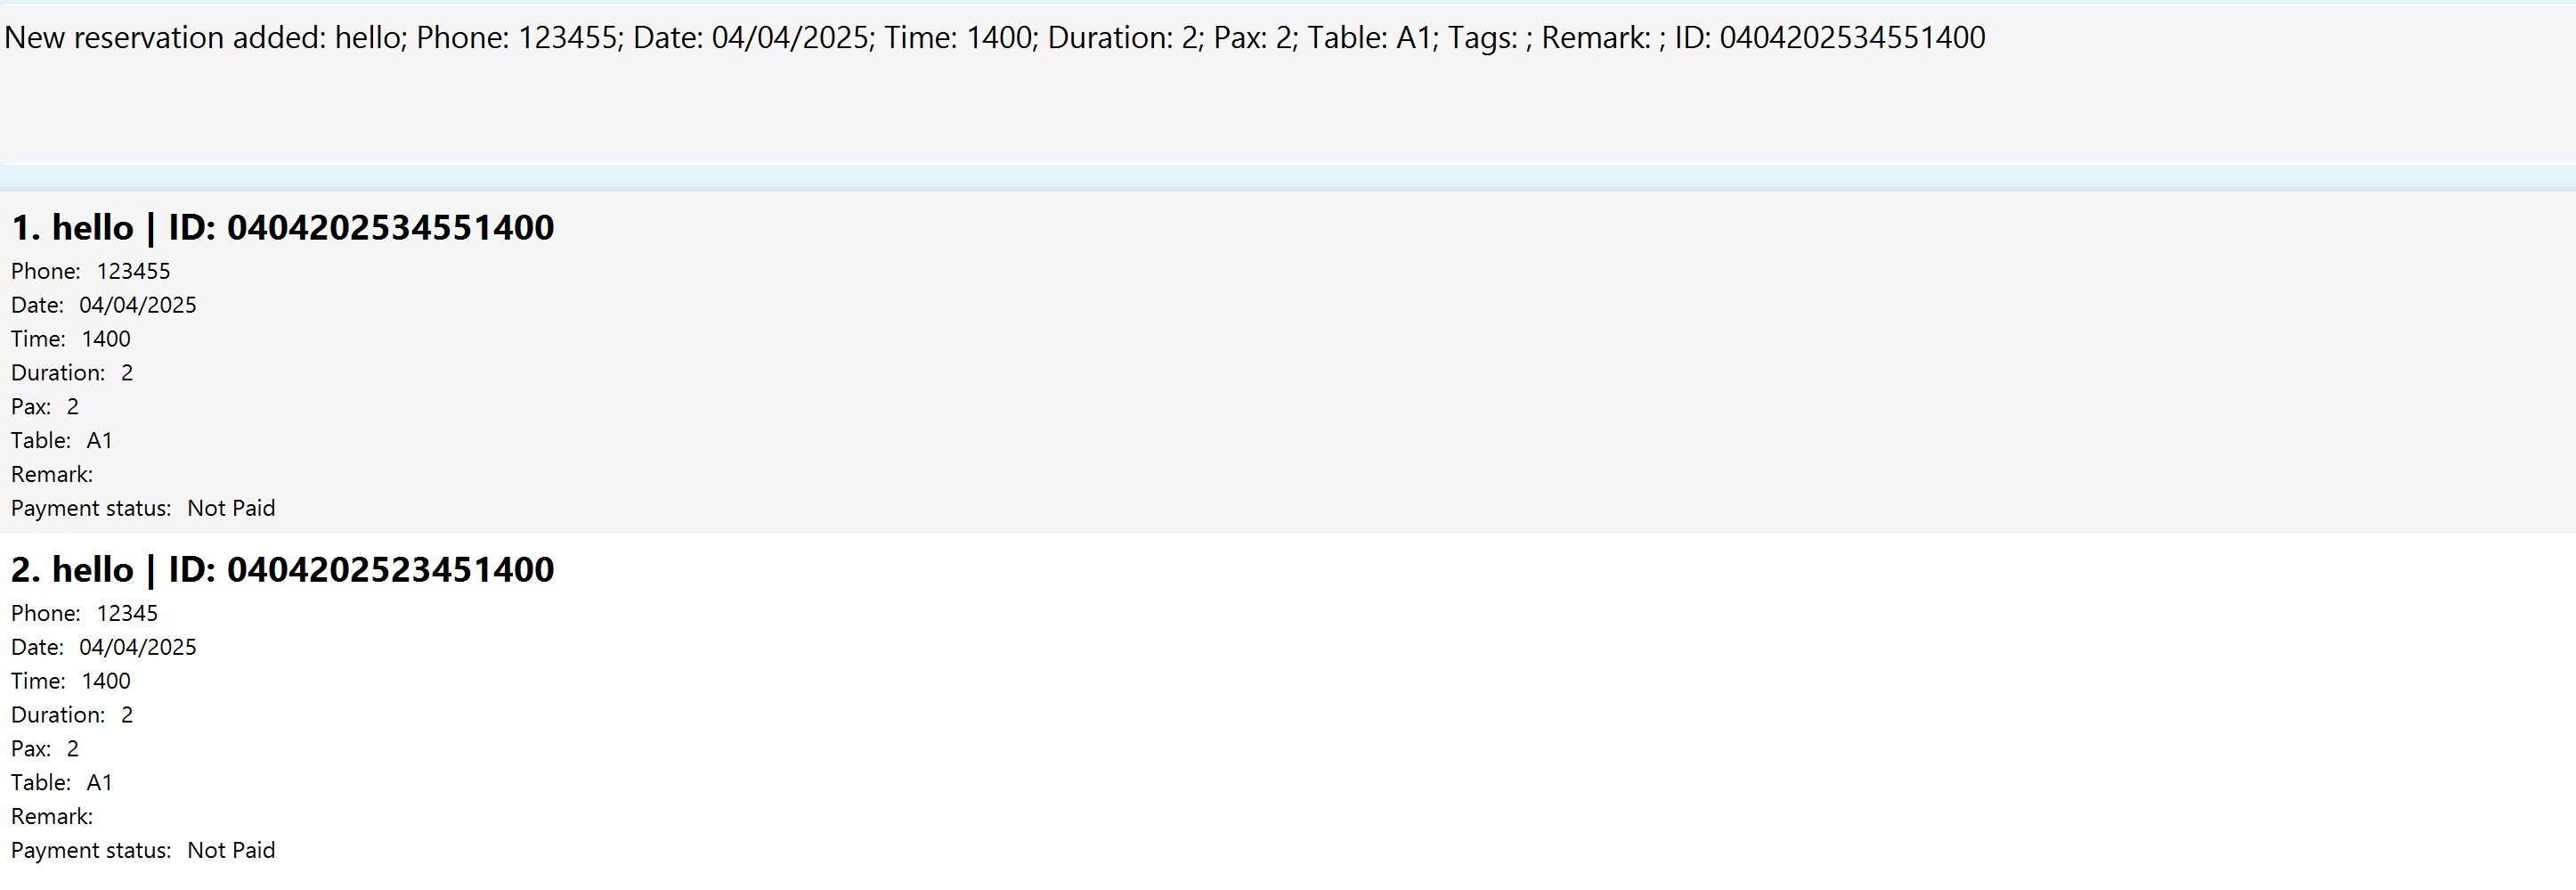 New reservation added: hello; Phone: 123455; Date: 04/04/2025; Time: 1400; Duration: 2; Pax: 2; Table: A1; Tags: ; Remark: ; ID: 0404202534551400
1. hello | ID: 0404202534551400
Phone: 123455
Date: 04/04/2025
Time: 1400
Duration: 2
Pax: 2
Table: A1
Remark:
Payment status: Not Paid
2. hello | ID: 0404202523451400
Phone: 12345
Date: 04/04/2025
Time: 1400
Duration: 2
Pax: 2
Table: A1
Remark:
Payment status: Not Paid